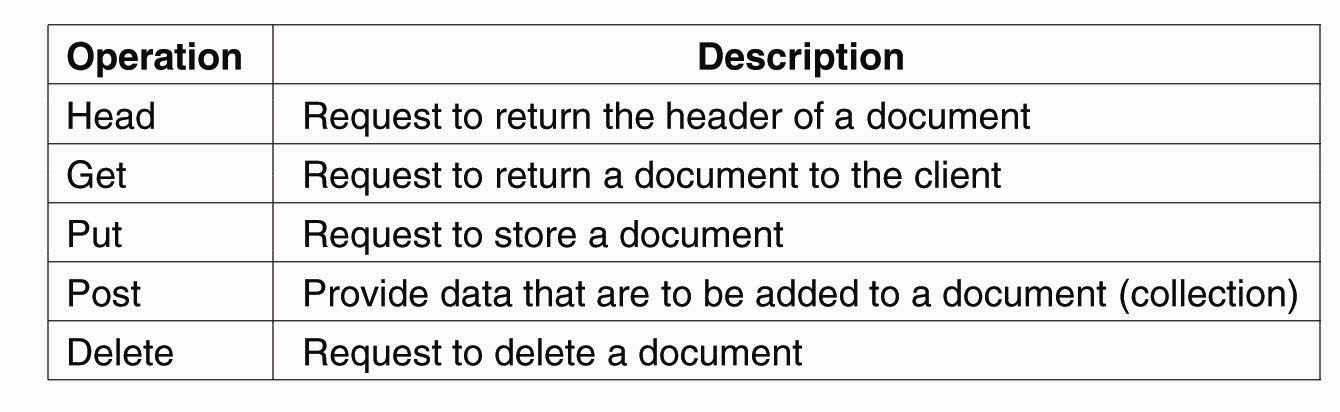 Operation Description
Head Request to return the header of a document
Get Request to return a document to the client
Put Request to store a document
Post Provide data that are to be added to a document (collection)
Delete Request to delete a document